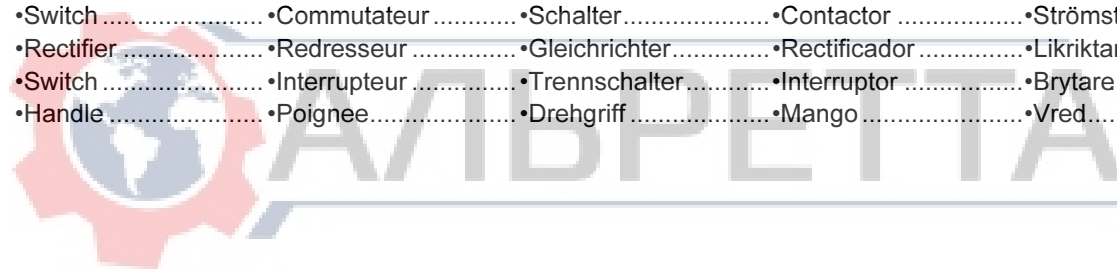 •Switch ........................ •Commutateur ............. •Schalter....................... •Contactor ...................•Strömst
•Rectifier ...................... •Redresseur ................ •Gleichrichter................ •Rectificador ................•Likriktar
•Switch ........................ •Interrupteur ................ •Trennschalter............. •Interruptor ..................•Brytare
•Handle........................ •Poignee....................... •Drehgriff ..................... •Mango.........................•Vred....
АЛЬРЕТТА